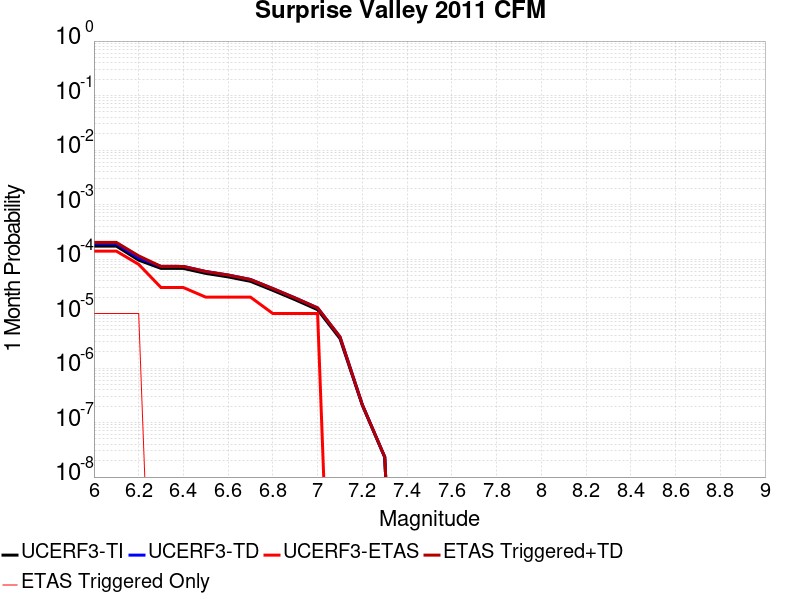 Surprise Valley 2011 CFM
10^0
10^-1
10^-2
10^-3
10^-4
10^-5
10^-6
10^-7
10^-8
1 Month Probability
6 6.2 6.4 6.6 6.8 7 7.2 7.4 7.6 7.8 8 8.2 8.4 8.6 8.8 9
Magnitude
UCERF3-TI UCERF3-TD UCERF3-ETAS ETAS Triggered+TD
ETAS Triggered Only